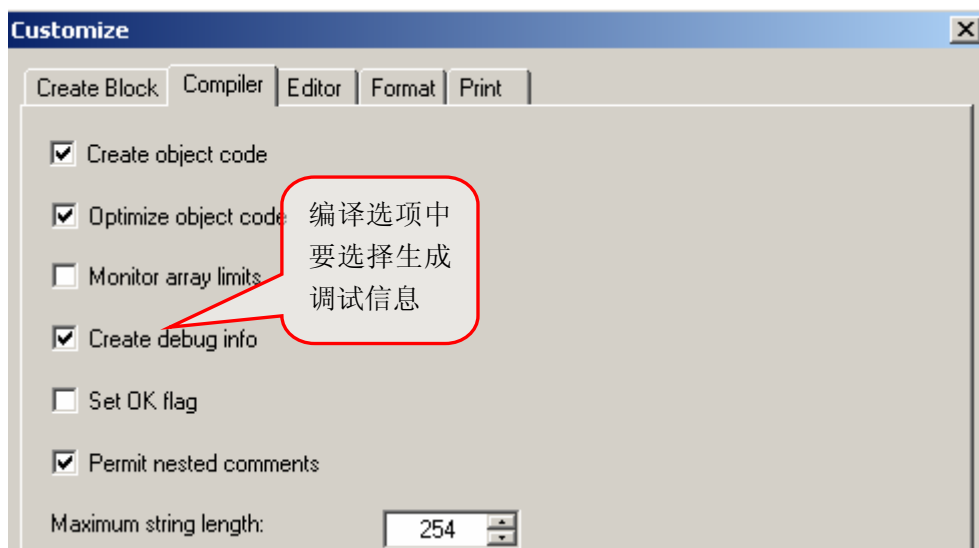 Customize
Create Block Compiler Editor Format Print
Create object code
Optimize object code
Monitor array limits
Create debug info
Set OK flag
Permit nested comments
Maximum string length: 254
编译选项中
要选择生成
调试信息